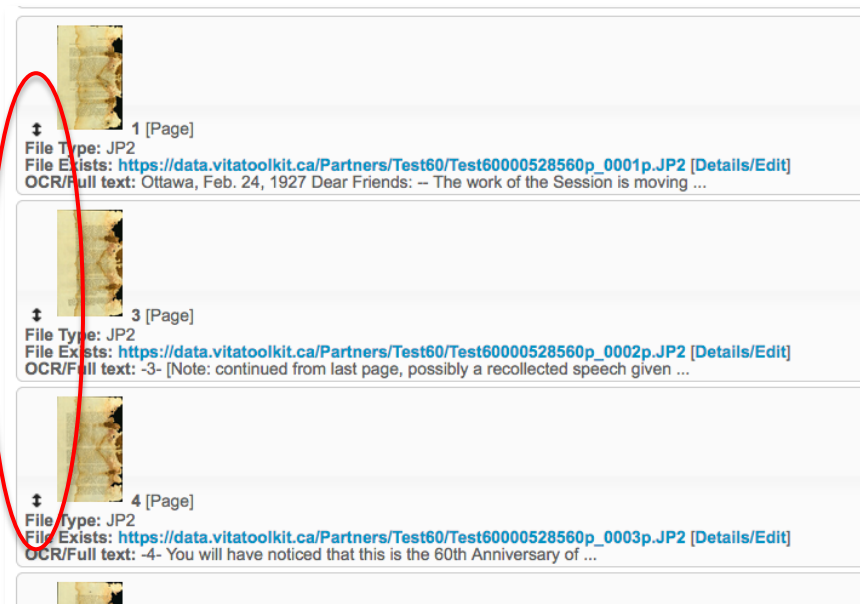 1 [Page]
File Type: JP2
File Exists: https://data.vitatoolkit.ca/Partners/Test60/Test60000528560p_0001p.JP2 [Details/Edit]
OCR/Full text: Ottawa, Feb. 24, 1927 Dear Friends: -- The work of the Session is moving ...
3 [Page]
File Type: JP2
File Exists: https://data.vitatoolkit.ca/Partners/Test60/Test60000528560p_0002p.JP2 [Details/Edit]
OCR/Full text: -3- [Note: continued from last page, possibly a recollected speech given ...
4 [Page]
File Type: JP2
File Exists: https://data.vitatoolkit.ca/Partners/Test60/Test60000528560p_0003p.JP2 [Details/Edit]
OCR/Full text: -4- You will have noticed that this is the 60th Anniversary of ...